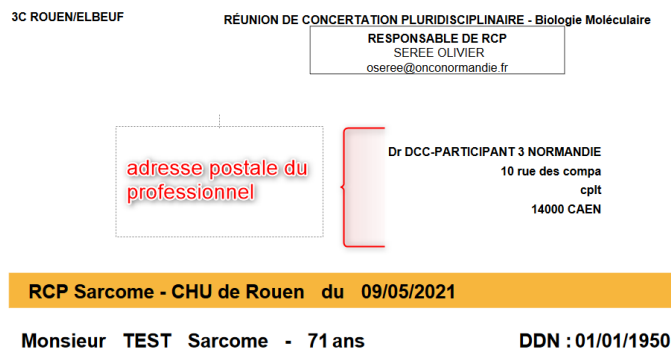 3C ROUEN/ELBEUF
RÉUNION DE CONCERTATION PLURIDISCIPLINAIRE - Biologie Moléculaire
RESPONSABLE DE RCP
SEREE OLIVIER
oseree@onconormandie.fr
adresse postale du
professionnel
Dr DCC-PARTICIPANT 3 NORMANDIE
10 rue des compa
cplt
14000 CAEN
RCP Sarcome - CHU de Rouen du 09/05/2021
Monsieur TEST Sarcome - 71 ans DDN : 01/01/1950